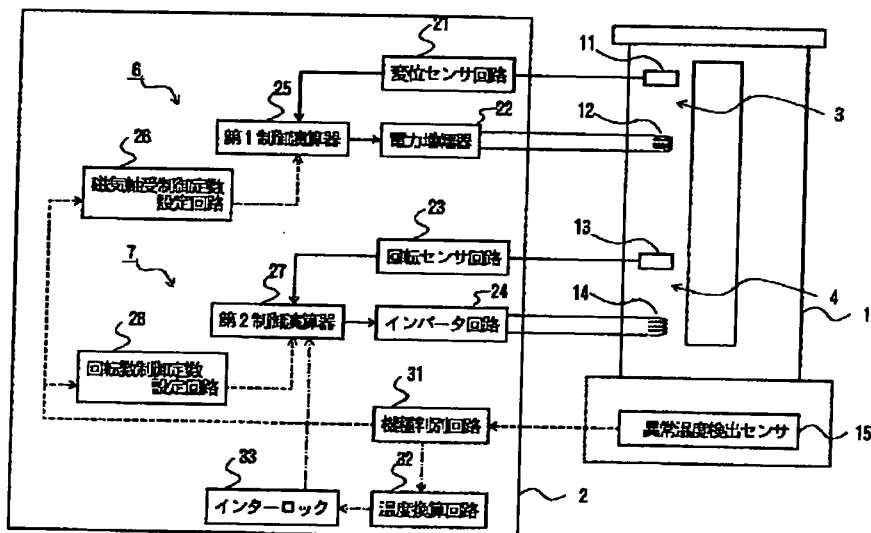 21
変位センサ回路
11
6
25
22
12
3
第1制御演算器
電力増幅器
26
磁気軸受制御定数
設定回路
23
回転センサ回路
13
7
27
24
14
4
第2制御演算器
インバータ回路
1
28
回転数制御定数
設定回路
31
機種判別回路
異常温度検出センサ
15
33
32
インターロック
温度換算回路
2